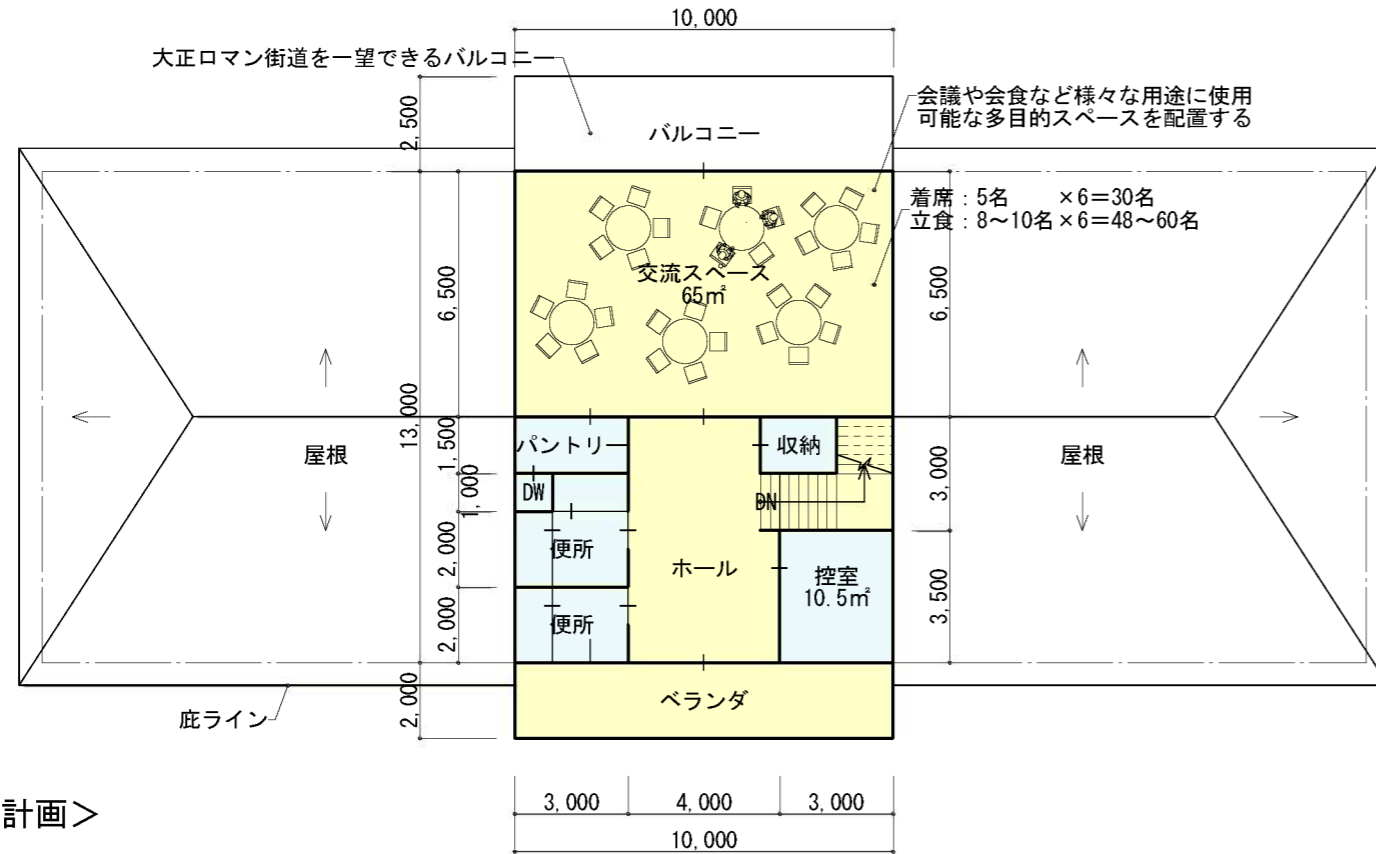 10,000
大正ロマン街道を一望できるバルコニー
会議や会食など様々な用途に使用
可能な多目的スペースを配置する
2,500
バルコニー
着席：5名　　×6＝30名
立食：8～10名×6＝48～60名
交流スペース
65㎡
6,500
6,500
13,000
屋根
1,500
パントリー
収納
屋根
3,000
1,000
DW
DN
2,000
便所
ホール
控室
10.5㎡
3,500
2,000
便所
2,000
ベランダ
庇ライン
計画＞
3,000
4,000
3,000
10,000